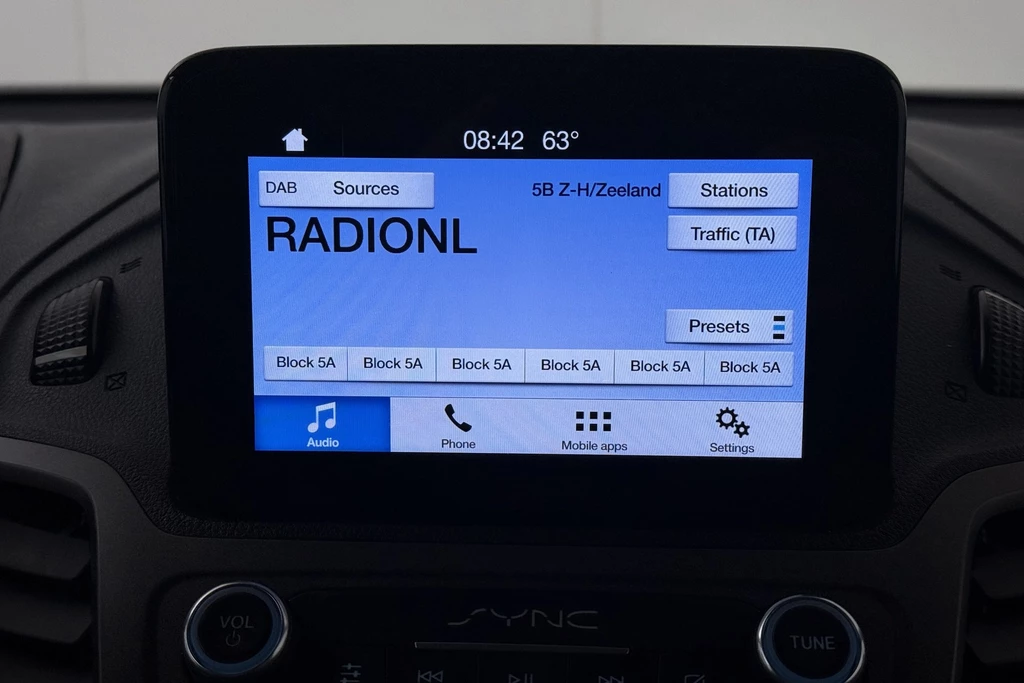 08:42 63°
DAB Sources 5B Z-H/Zeeland Stations
RADIONL Traffic (TA)
Presets
Block 5A Block 5A Block 5A Block 5A Block 5A Block 5A
Audio Phone Mobile apps Settings
VOL SYNC TUNE